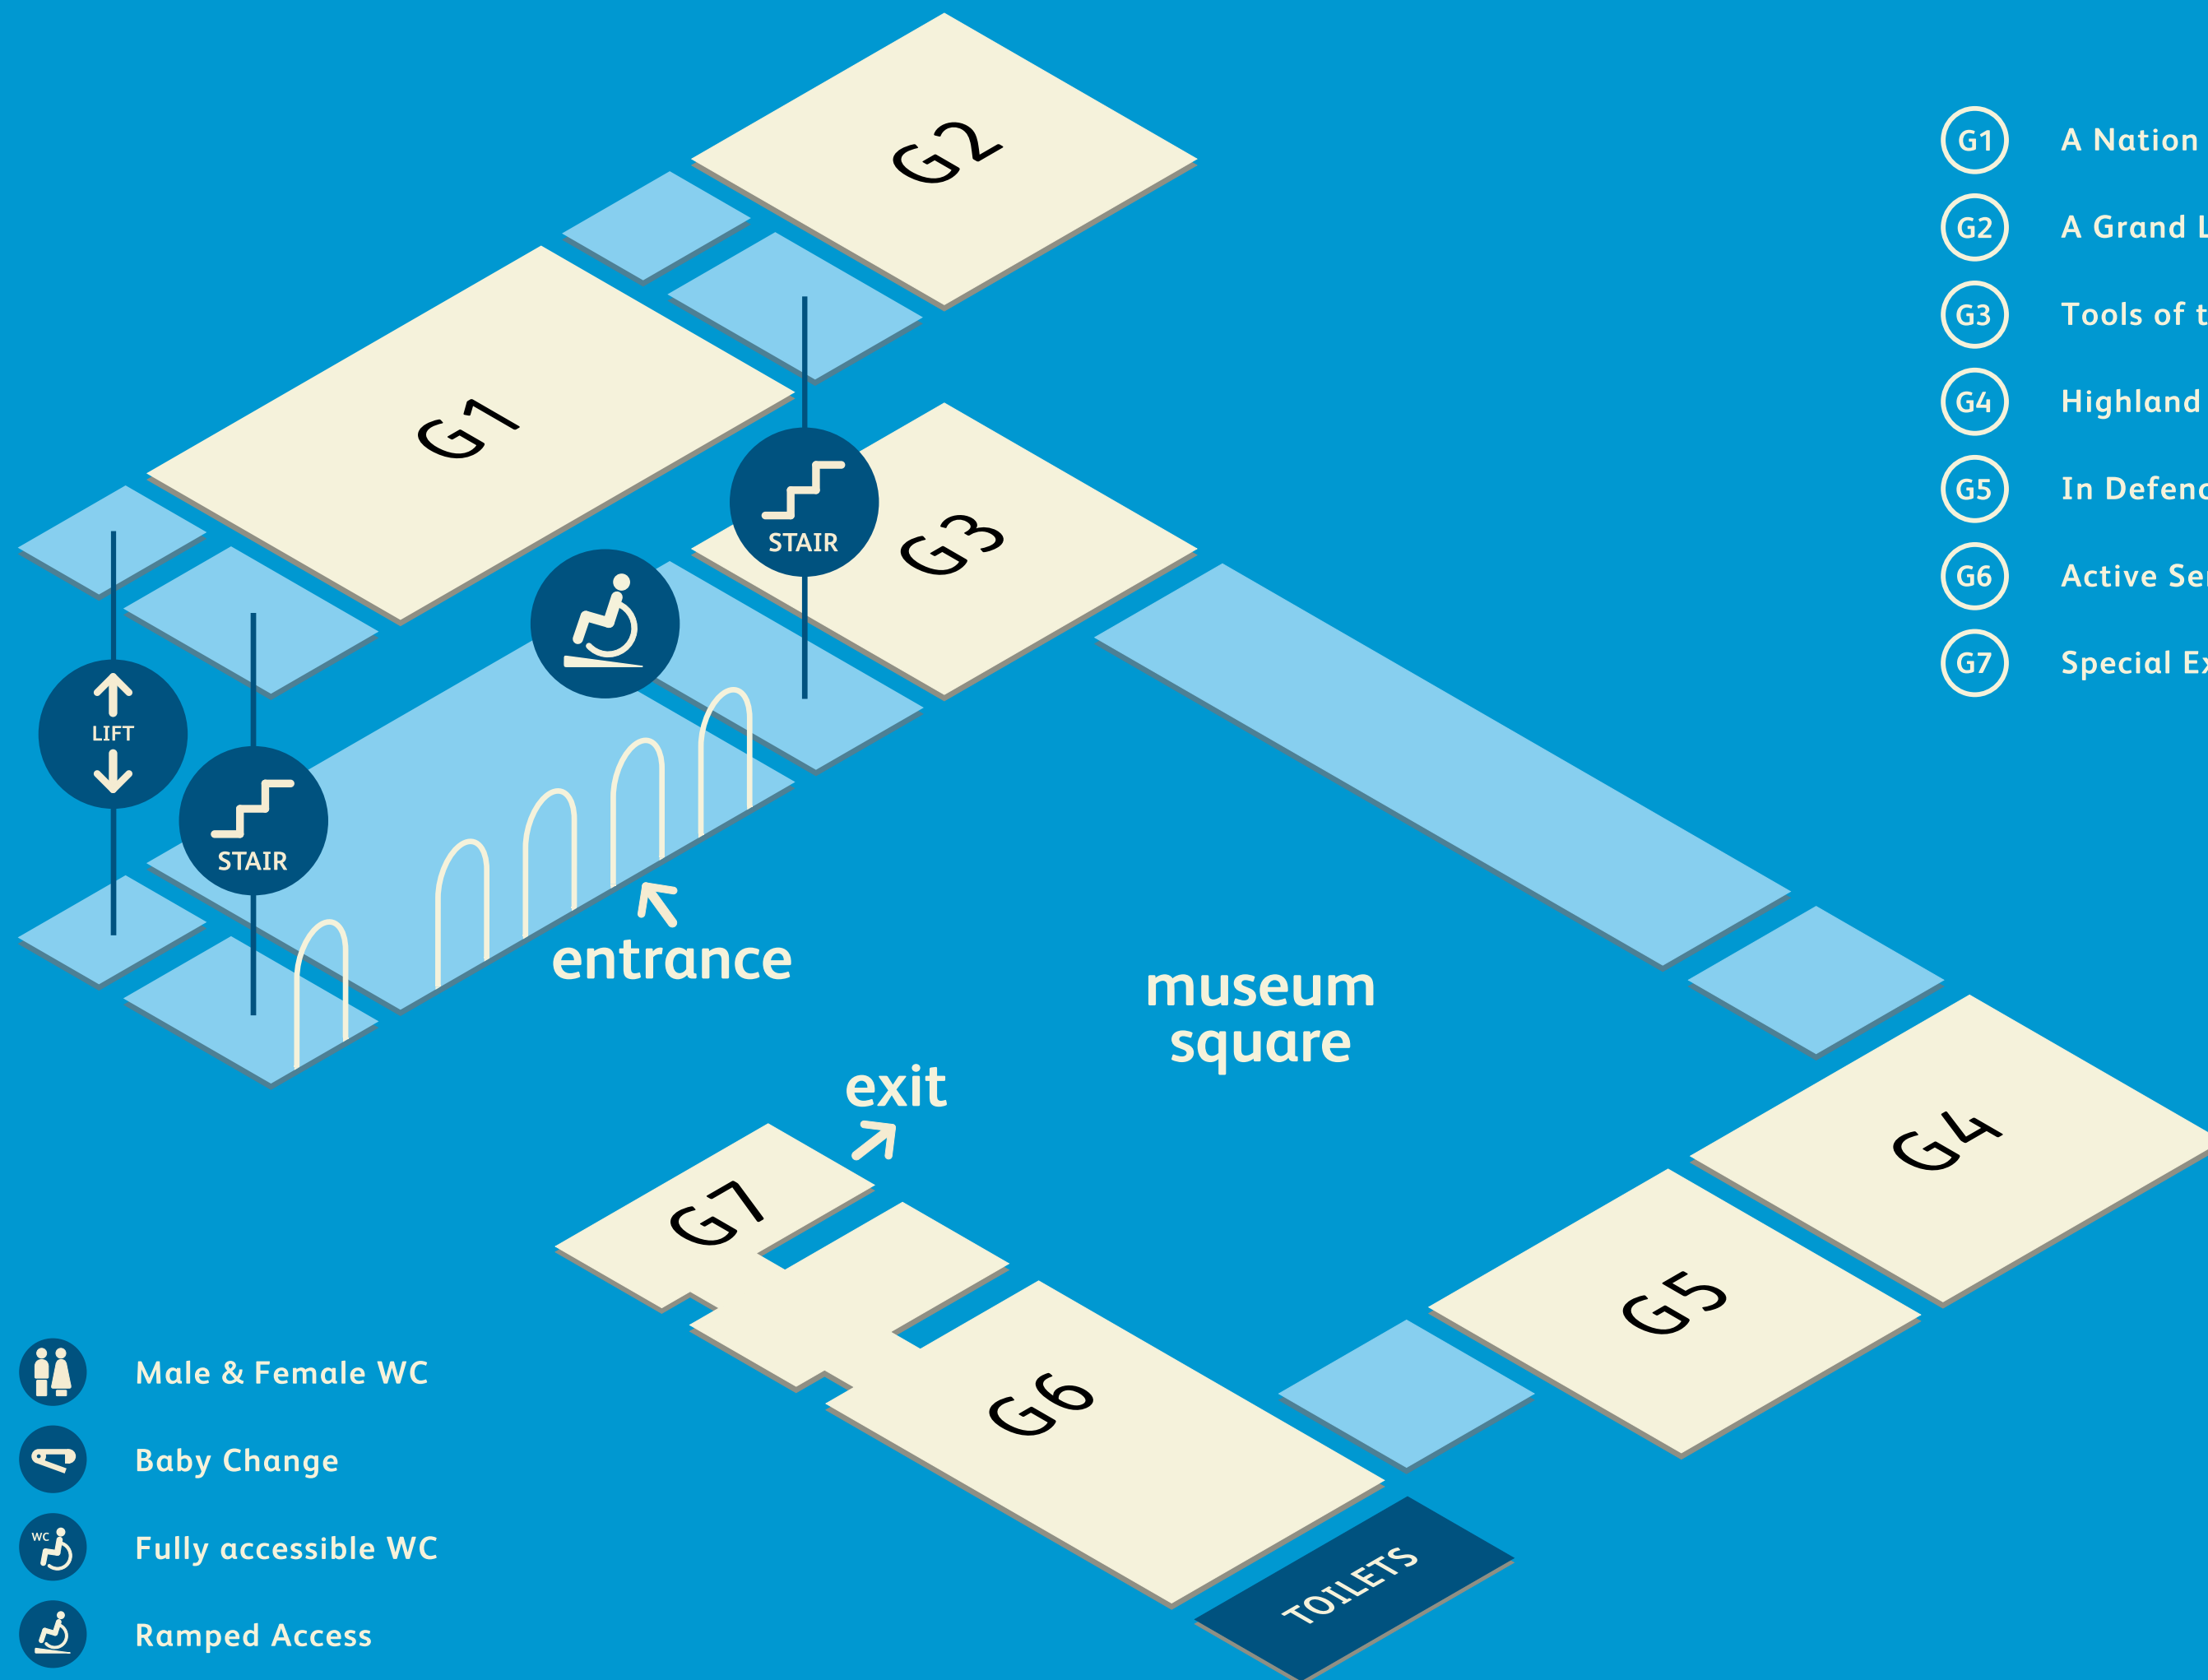 G2
G1
G3
STAIR
LIFT
STAIR
entrance
museum
square
exit
G7
G4
G5
G6
TOILETS
G1 A Nation
G2 A Grand
G3 Tools of
G4 Highland
G5 In
G6 Active
G7 Special
Male & Female WC
Baby Change
WC Fully accessible WC
Ramped Access